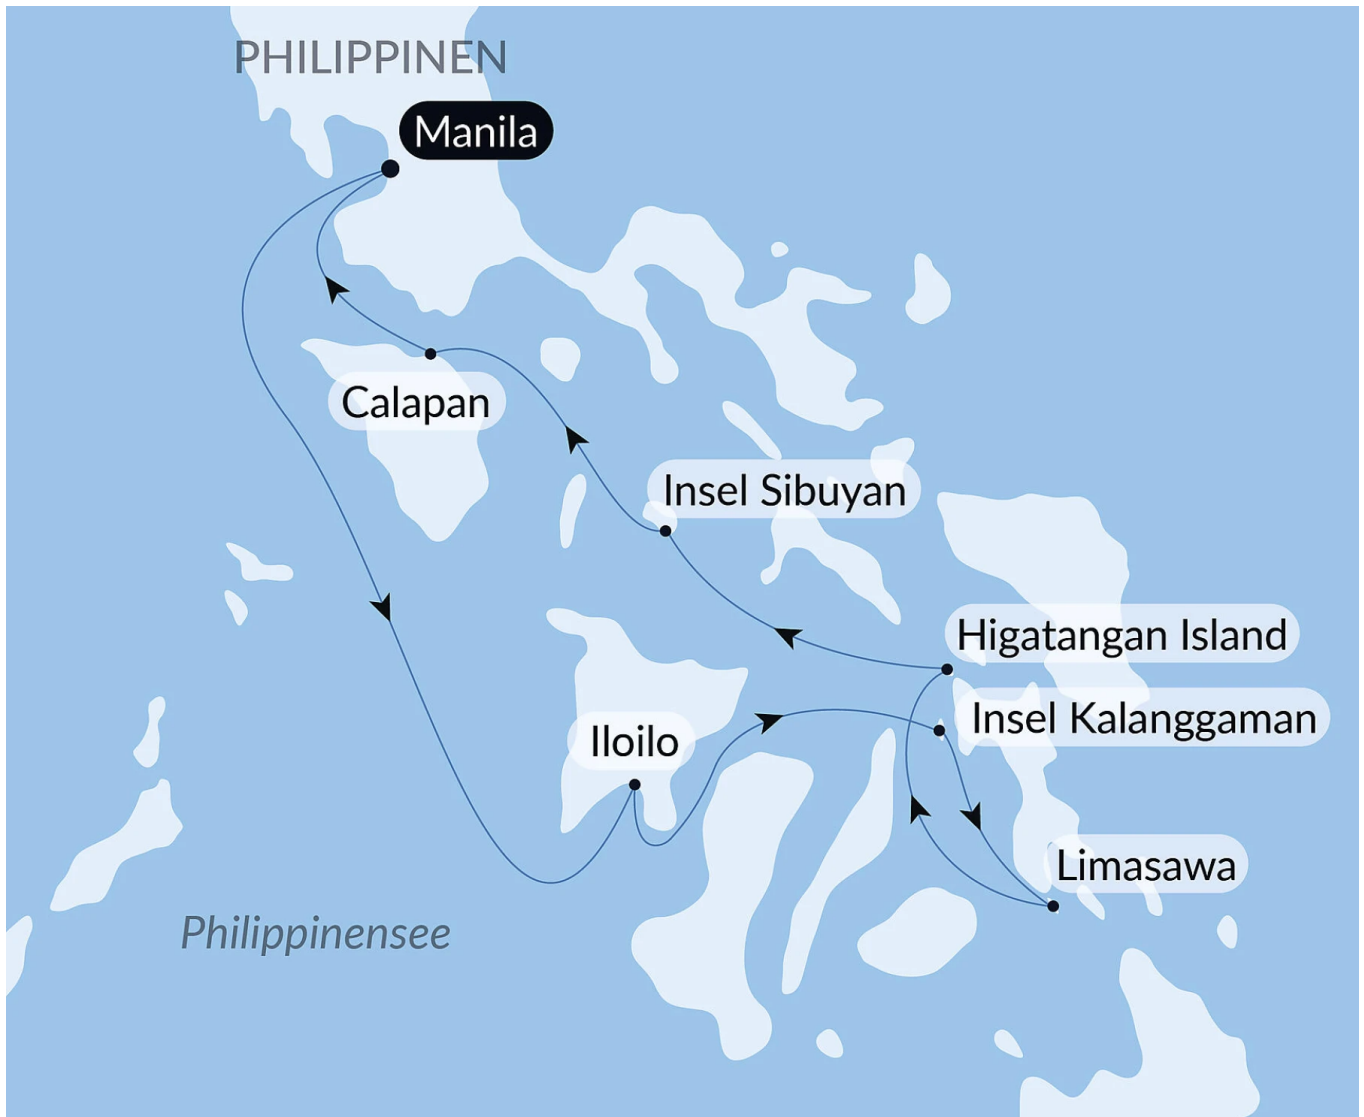 PHILIPPINEN
Manila
Calapan
Insel Sibuyan
Higatangan Island
Insel Kalanggaman
Iloilo
Limasawa
Philippinensee